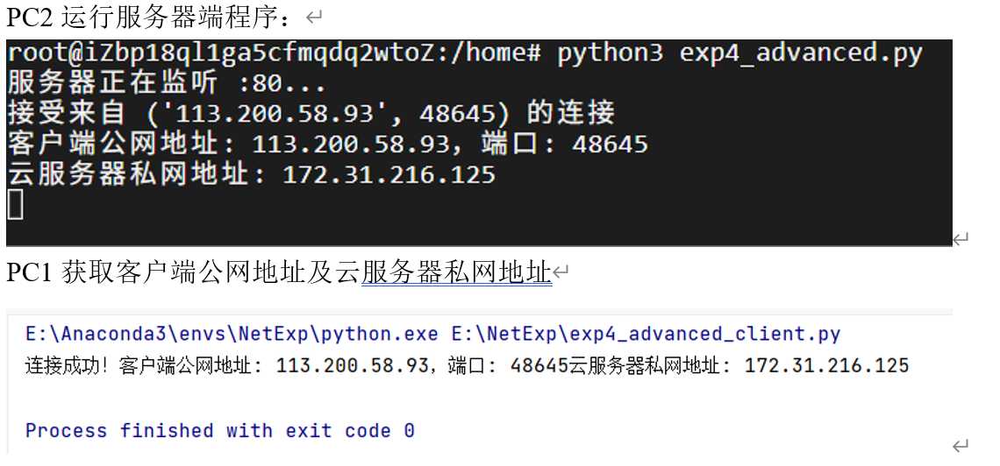 PC2 运行服务器端程序：
root@iZbp18ql1ga5cfmqdq2wtoZ:/home# python3 exp4_advanced.py
服务器正在监听 :80...
接受来自 ('113.200.58.93', 48645) 的连接
客户端公网地址: 113.200.58.93, 端口: 48645
云服务器私网地址: 172.31.216.125
PC1 获取客户端公网地址及云服务器私网地址
E:\Anaconda3\envs\NetExp\python.exe E:\NetExp\exp4_advanced_client.py
连接成功! 客户端公网地址: 113.200.58.93, 端口: 48645云服务器私网地址: 172.31.216.125
Process finished with exit code 0